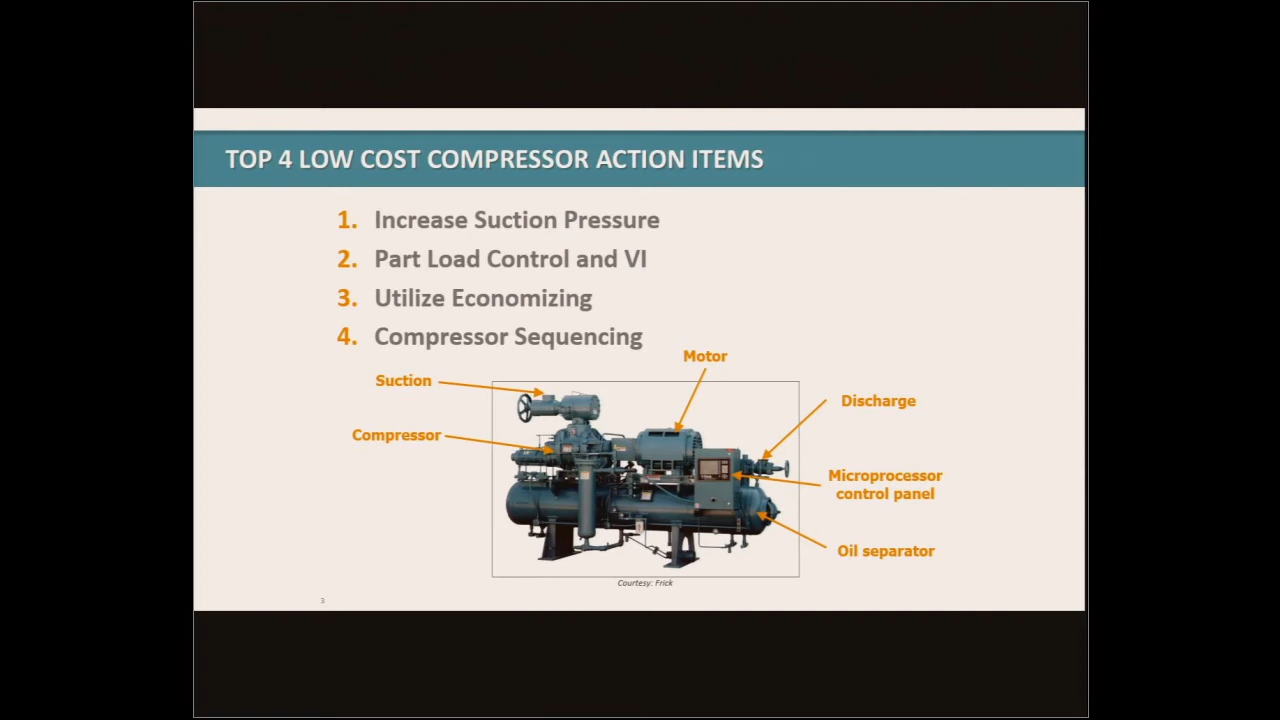 TOP 4 LOW COST COMPRESSOR ACTION ITEMS
1. Increase Suction Pressure
2. Part Load Control and VI
3. Utilize Economizing
4. Compressor Sequencing
Motor
Suction
Discharge
Compressor
Microprocessor
control panel
Oil separator
Courtesy: Frick
3